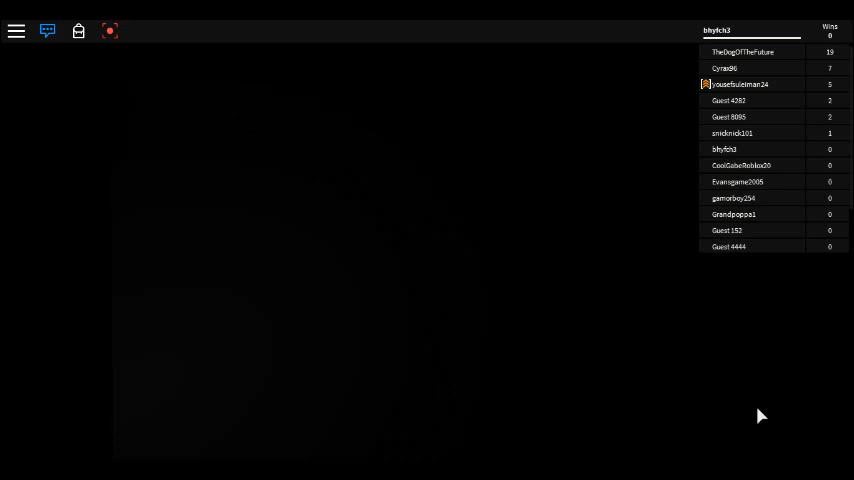 bhyfch3 Wins
0
TheDogOfTheFuture 19
Cyrax96 7
yousefsuleiman24 5
Guest 4282 2
Guest 8095 2
snicknick101 1
bhyfch3 0
CoolGabeRoblox20 0
Evansgame2005 0
gamorboy254 0
Grandpoppa1 0
Guest 152 0
Guest 4444 0